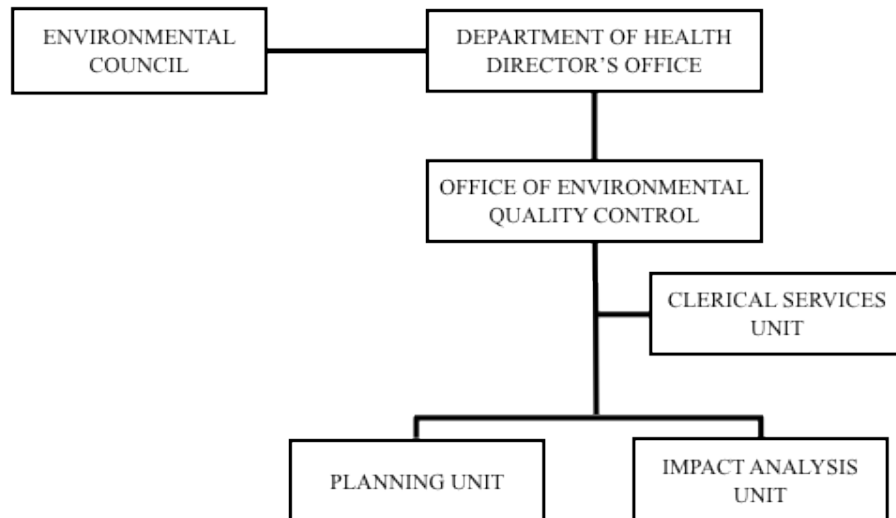 ENVIRONMENTAL
COUNCIL
DEPARTMENT OF HEALTH
DIRECTOR’S OFFICE
OFFICE OF ENVIRONMENTAL
QUALITY CONTROL
CLERICAL SERVICES
UNIT
PLANNING UNIT
IMPACT ANALYSIS
UNIT